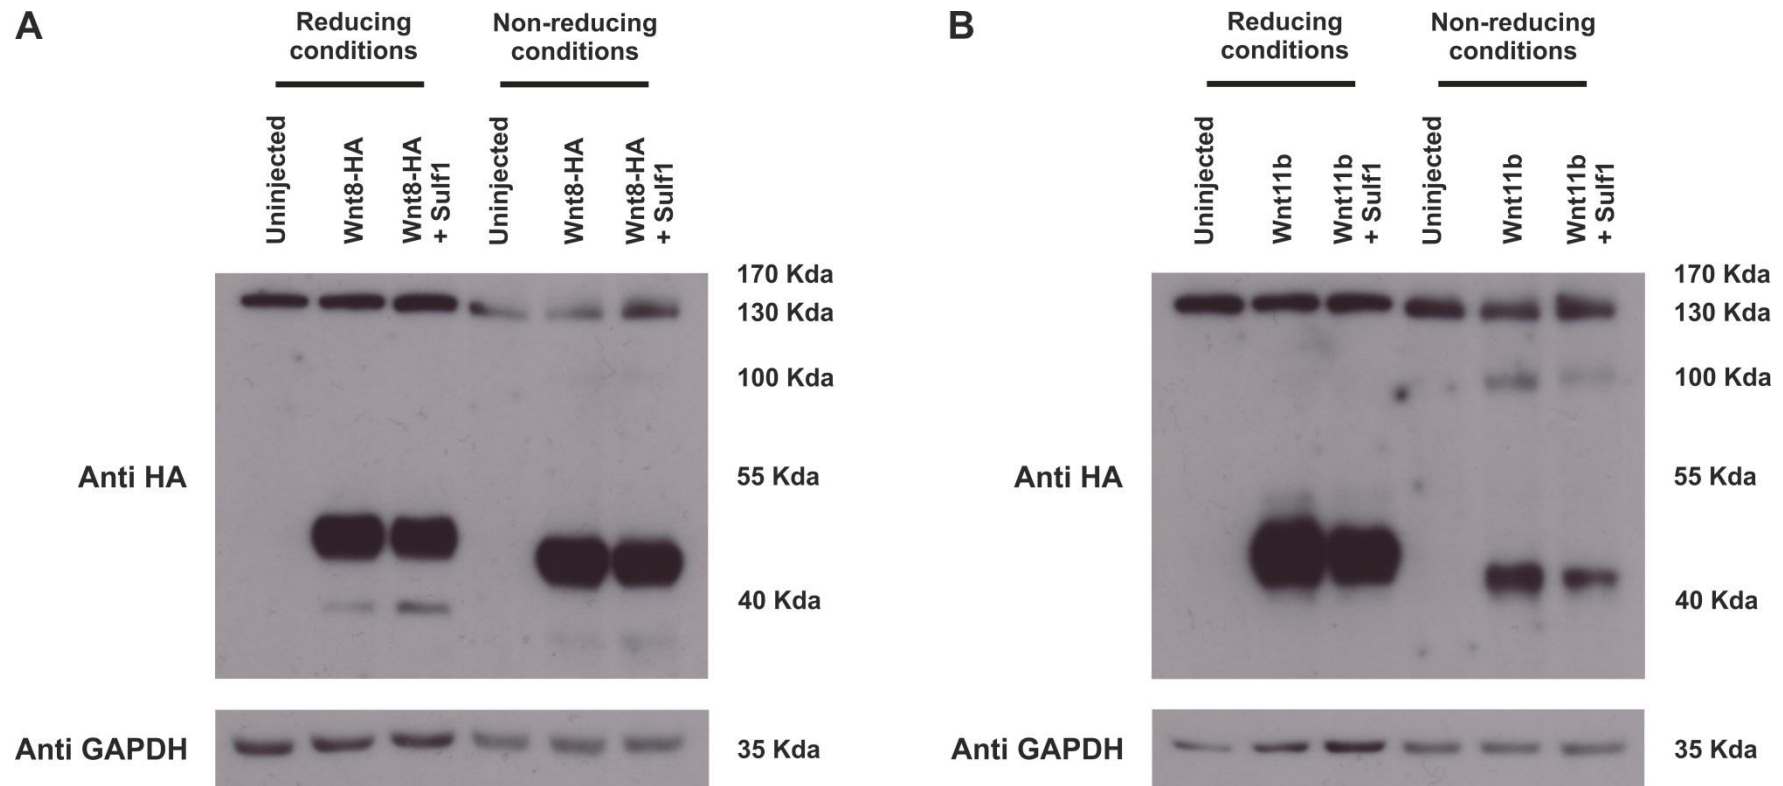 A
Reducing
conditions
Non-reducing
conditions
Uninjected
Wnt8-HA
Wnt8-HA
+ Sulf1
Uninjected
Wnt8-HA
Wnt8-HA
+ Sulf1
170 Kda
130 Kda
100 Kda
55 Kda
40 Kda
Anti HA
Anti GAPDH
35 Kda
B
Reducing
conditions
Non-reducing
conditions
Uninjected
Wnt11b
Wnt11b
+ Sulf1
Uninjected
Wnt11b
Wnt11b
+ Sulf1
170 Kda
130 Kda
100 Kda
55 Kda
40 Kda
Anti HA
Anti GAPDH
35 Kda